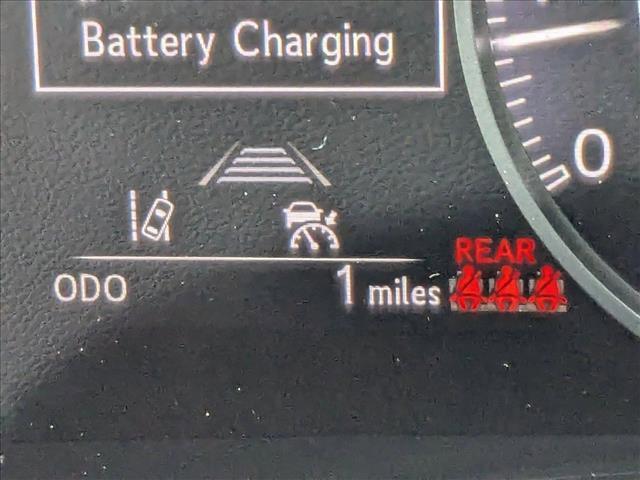 Battery Charging
0
REAR
ODO 1 miles